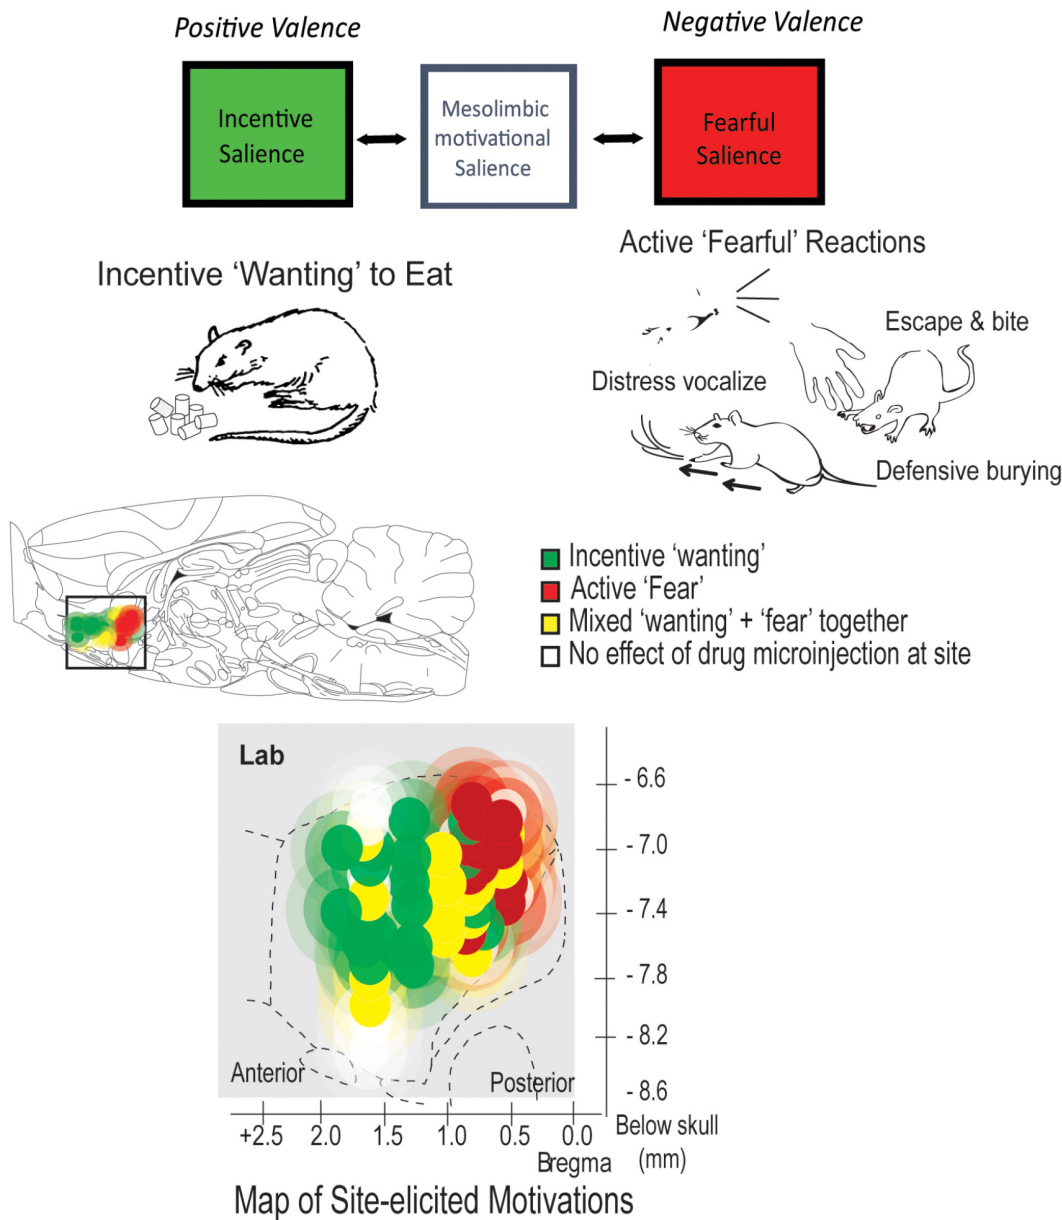 Positive Valence
Negative Valence
Incentive
Salience
Mesolimbic
motivational
Salience
Fearful
Salience
Incentive ‘Wanting’ to Eat
Active ‘Fearful’ Reactions
Escape & bite
Distress vocalize
Defensive burying
Incentive ‘wanting’
Active ‘Fear’
Mixed ‘wanting’ + ‘fear’ together
No effect of drug microinjection at site
Lab
- 6.6
- 7.0
- 7.4
- 7.8
- 8.2
- 8.6
Anterior
Posterior
+2.5 2.0 1.5 1.0 0.5 0.0
Bregma
Below skull
(mm)
Map of Site-elicited Motivations